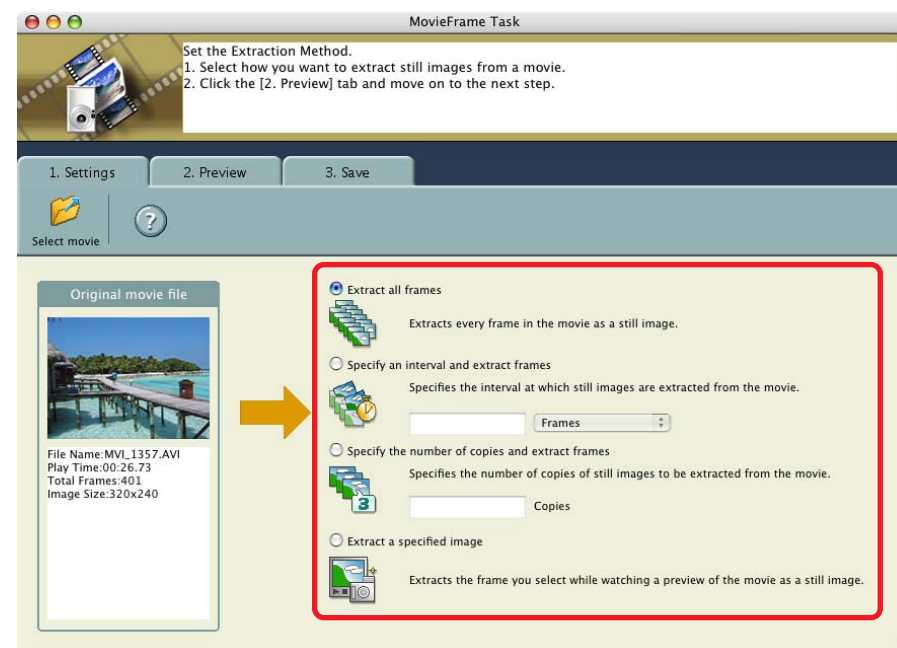 MovieFrame Task
Set the Extraction Method.
1. Select how you want to extract still images from a movie.
2. Click the [2. Preview] tab and move on to the next step.
1. Settings
2. Preview
3. Save
Select movie
?
Original movie file
File Name:MVI_1357.AVI
Play Time:00:26.73
Total Frames:401
Image Size:320x240
Extract all frames
Extracts every frame in the movie as a still image.
Specify an interval and extract frames
Specifies the interval at which still images are extracted from the movie.
Frames
Specify the number of copies and extract frames
Specifies the number of copies of still images to be extracted from the movie.
3
Copies
Extract a specified image
Extracts the frame you select while watching a preview of the movie as a still image.